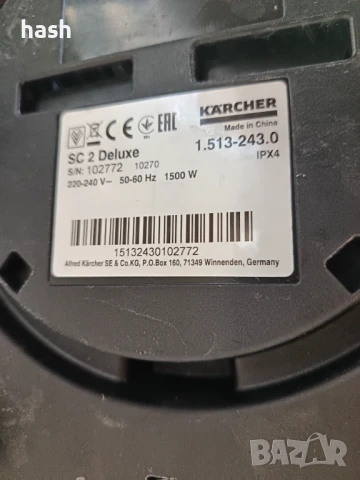 hash
KÄRCHER
Made in China
SC 2 Deluxe
1.513-243.0
S/N: 102772 10270
IPX4
220-240 V~ 50-60 Hz 1500 W
15132430102772
Alfred Kärcher SE & Co.KG, P.O.Box 160, 71349 Winnenden, Germany
BAZAR
hash